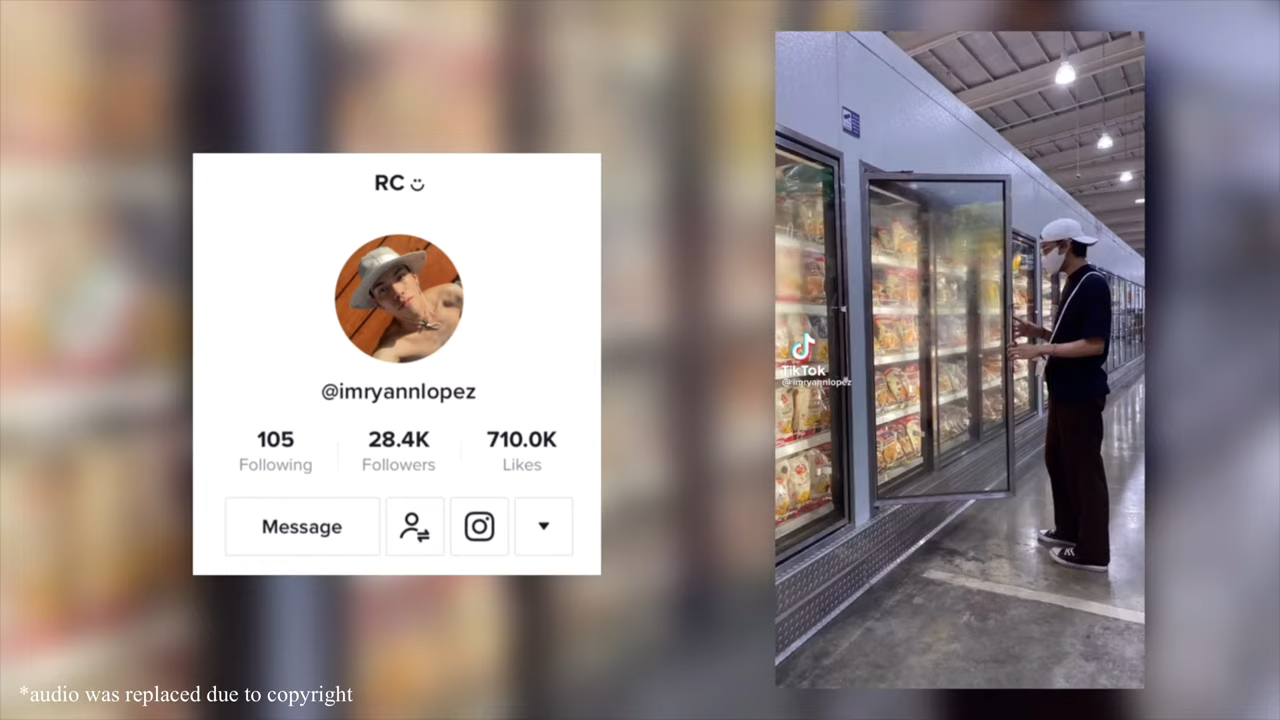 RC
@imryannlopez
105
28.4K
710.0K
Following
Followers
Likes
Message
TikTok
@imryannlopez
*audio was replaced due to copyright